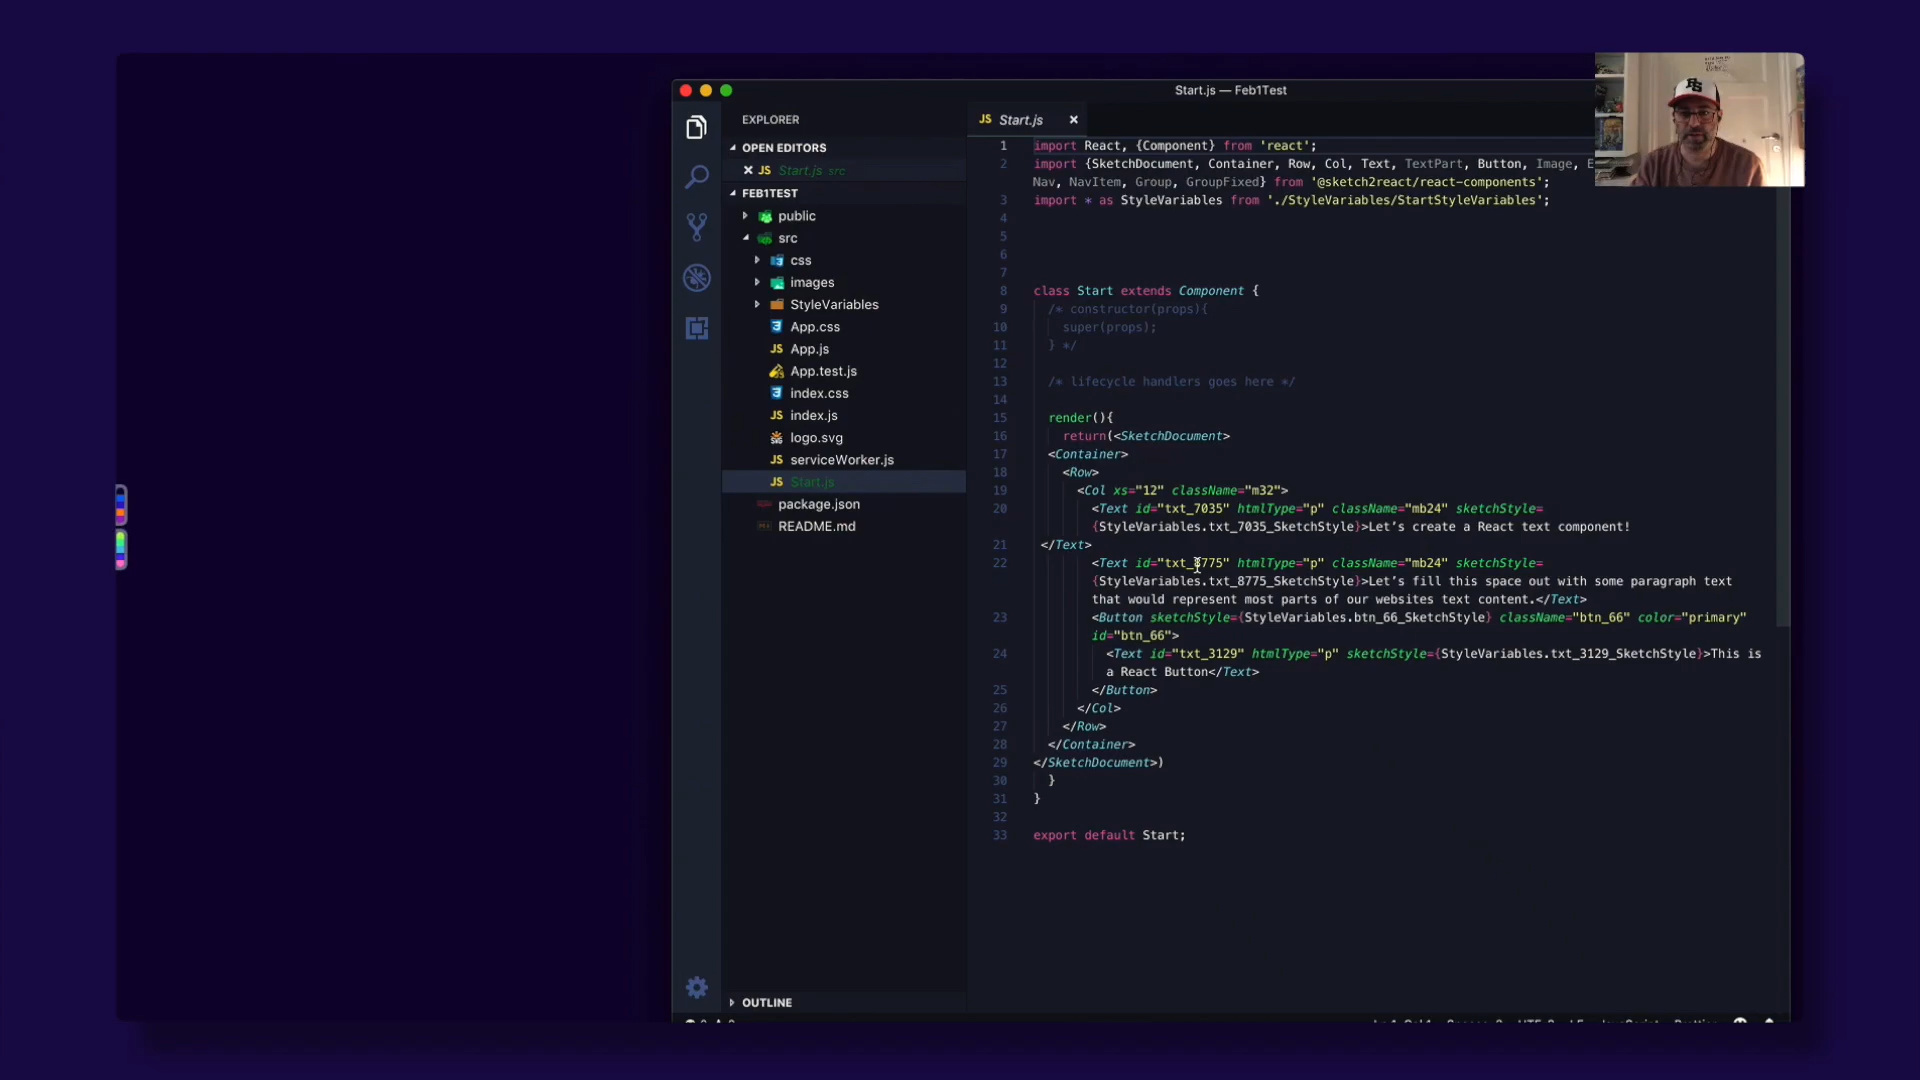 Start.js — Feb1Test
EXPLORER
OPEN EDITORS
JS Start.js src
FEB1TEST
public
src
css
images
StyleVariables
App.css
JS App.js
App.test.js
index.css
JS index.js
logo.svg
JS serviceWorker.js
JS Start.js
package.json
README.md
OUTLINE
JS Start.js
1 import React, {Component} from 'react';
2 import {SketchDocument, Container, Row, Col, Text, TextPart, Button, Image,
Nav, NavItem, Group, GroupFixed} from '@sketch2react/react-components';
3 import * as StyleVariables from './StyleVariables/StartStyleVariables';
4
5
6
7
8 class Start extends Component {
9 /* constructor(props){
10 super(props);
11 } */
12
13 /* lifecycle handlers goes here */
14
15 render(){
16 return(<SketchDocument>
17 <Container>
18 <Row>
19 <Col xs="12" className="m32">
20 <Text id="txt_7035" htmlType="p" className="mb24" sketchStyle=
{StyleVariables.txt_7035_SketchStyle}>Let’s create a React text component!
21 </Text>
22 <Text id="txt_8775" htmlType="p" className="mb24" sketchStyle=
{StyleVariables.txt_8775_SketchStyle}>Let’s fill this space out with some paragraph text
that would represent most parts of our websites text content.</Text>
23 <Button sketchStyle={StyleVariables.btn_66_SketchStyle} className="btn_66" color="primary"
id="btn_66">
24 <Text id="txt_3129" htmlType="p" sketchStyle={StyleVariables.txt_3129_SketchStyle}>This is
a React Button</Text>
25 </Button>
26 </Col>
27 </Row>
28 </Container>
29 </SketchDocument>)
30 }
31 }
32
33 export default Start;